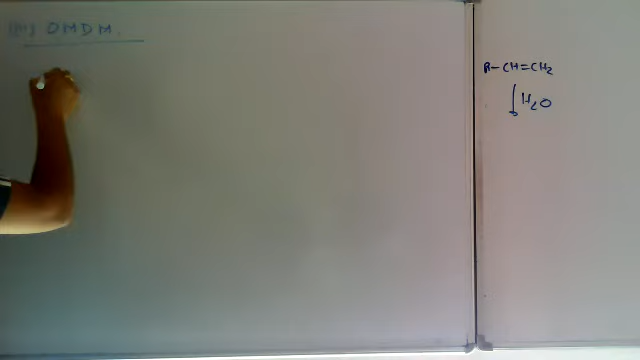 OMDM.
R-CH=CH₂
H₂O